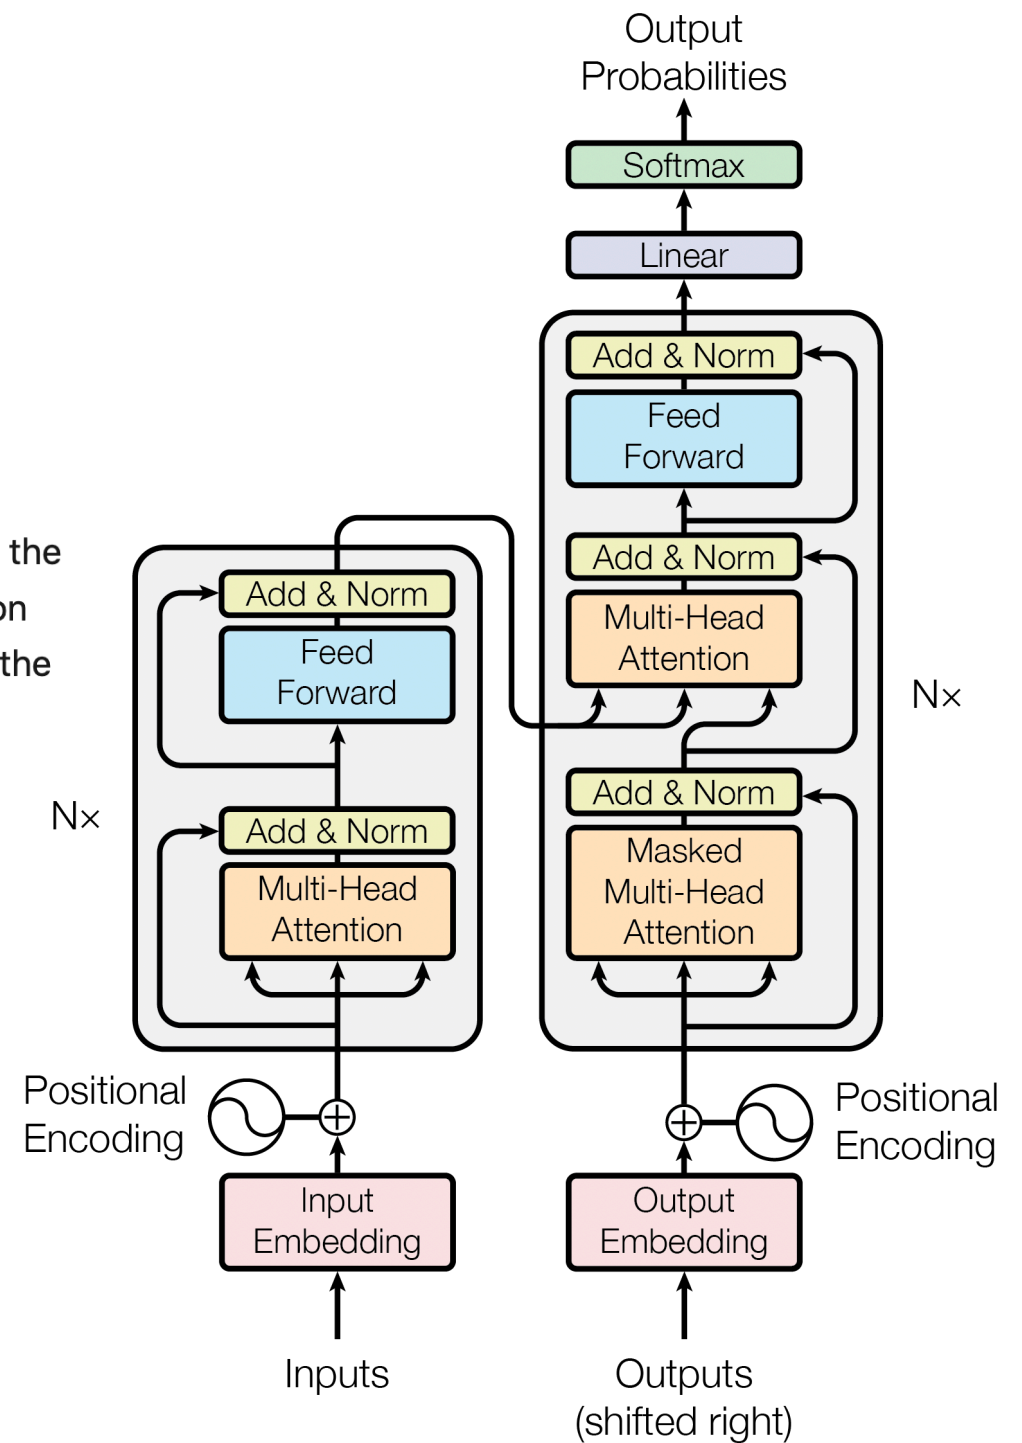 Output
Probabilities
Softmax
Linear
Add & Norm
Feed
Forward
Add & Norm
Multi-Head
Attention
Add & Norm
Masked
Multi-Head
Attention
Nx
the
on
the
Add & Norm
Feed
Forward
Add & Norm
Multi-Head
Attention
Nx
Positional
Encoding
Positional
Encoding
Input
Embedding
Output
Embedding
Inputs
Outputs
(shifted right)